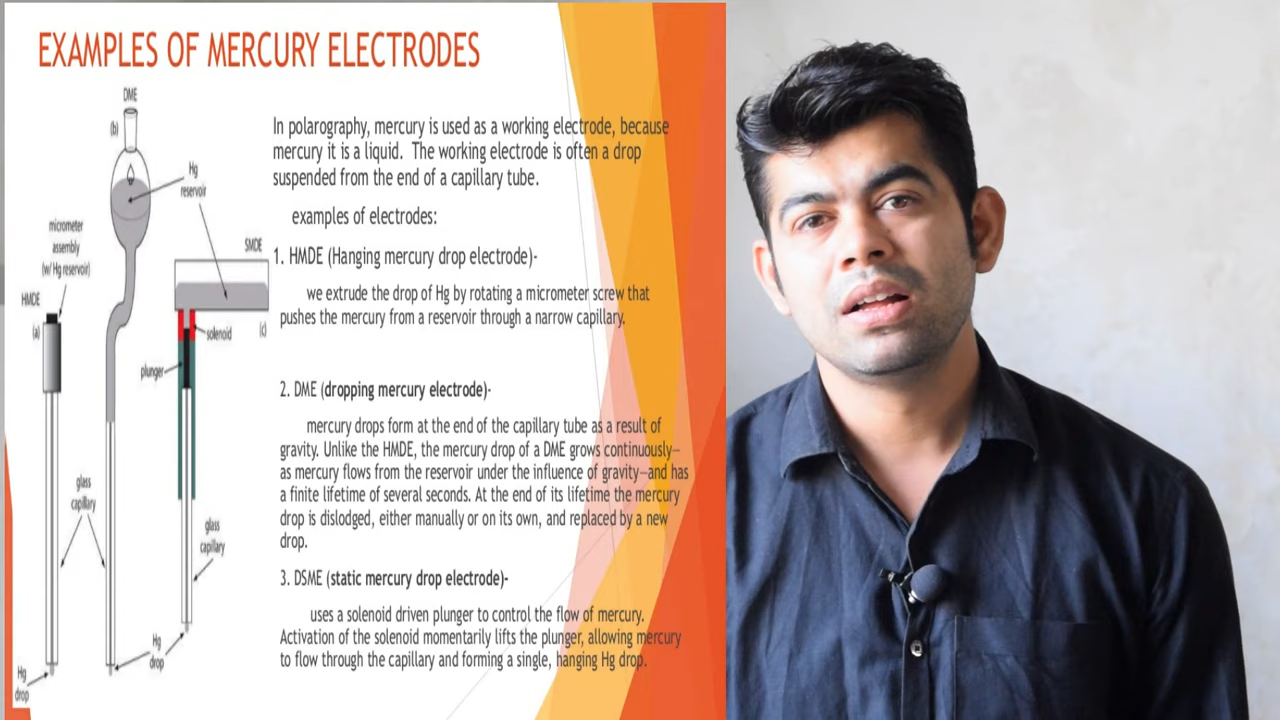 EXAMPLES OF MERCURY ELECTRODES
DME
(b)
Hg
reservoir
micrometer
assembly
(w/ Hg reservoir)
HMDE
(a)
SMDE
solenoid
(c)
plunger
glass
capillary
glass
capillary
Hg
drop
Hg
drop
In polarography, mercury is used as a working electrode, because
mercury it is a liquid. The working electrode is often a drop
suspended from the end of a capillary tube.
examples of electrodes:
1. HMDE (Hanging mercury drop electrode)-
we extrude the drop of Hg by rotating a micrometer screw that
pushes the mercury from a reservoir through a narrow capillary.
2. DME (dropping mercury electrode)-
mercury drops form at the end of the capillary tube as a result of
gravity. Unlike the HMDE, the mercury drop of a DME grows continuously—
as mercury flows from the reservoir under the influence of gravity—and has
a finite lifetime of several seconds. At the end of its lifetime the mercury
drop is dislodged, either manually or on its own, and replaced by a new
drop.
3. DSME (static mercury drop electrode)-
uses a solenoid driven plunger to control the flow of mercury.
Activation of the solenoid momentarily lifts the plunger, allowing mercury
to flow through the capillary and forming a single, hanging Hg drop.